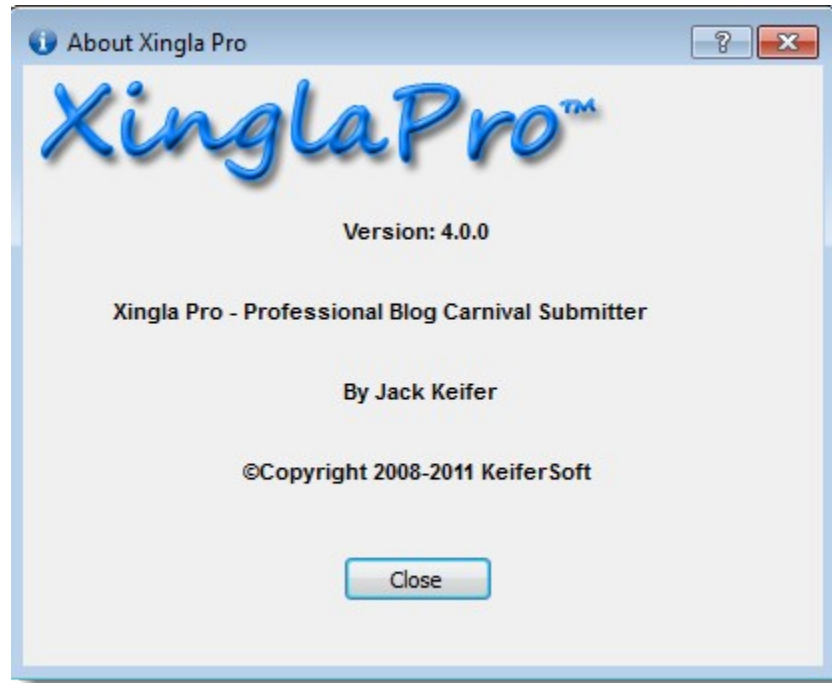 About Xingla Pro
XinglaPro™
Version: 4.0.0
Xingla Pro - Professional Blog Carnival Submitter
By Jack Keifer
©Copyright 2008-2011 KeiferSoft
Close